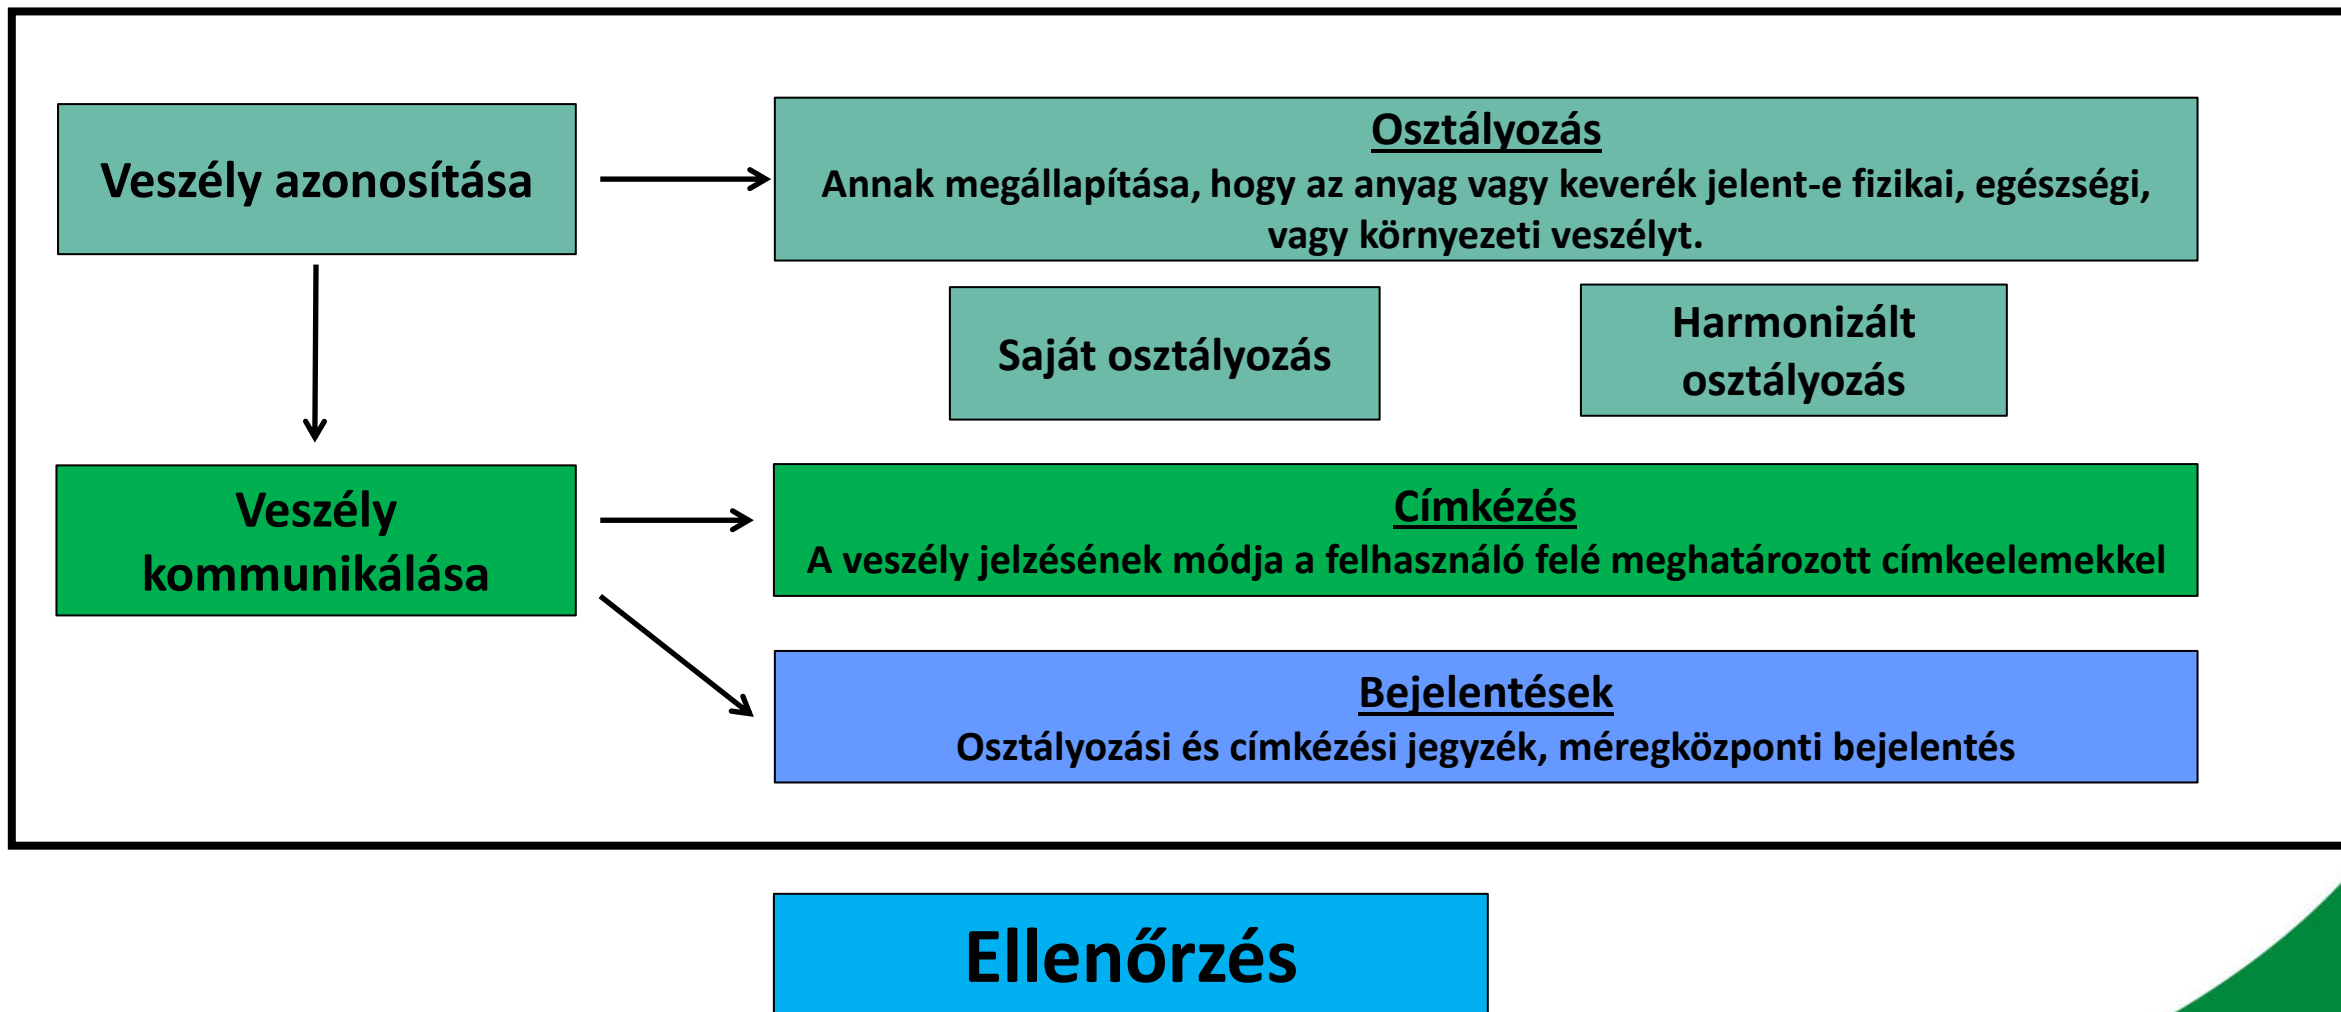 Veszély azonosítása
Osztályozás
Annak megállapítása, hogy az anyag vagy keverék jelent-e fizikai, egészségi,
vagy környezeti veszélyt.
Saját osztályozás
Harmonizált
osztályozás
Veszély
kommunikálása
Címkézés
A veszély jelzésének módja a felhasználó felé meghatározott címkeelemekkel
Bejelentések
Osztályozási és címkézési jegyzék, méregközponti bejelentés
Ellenőrzés